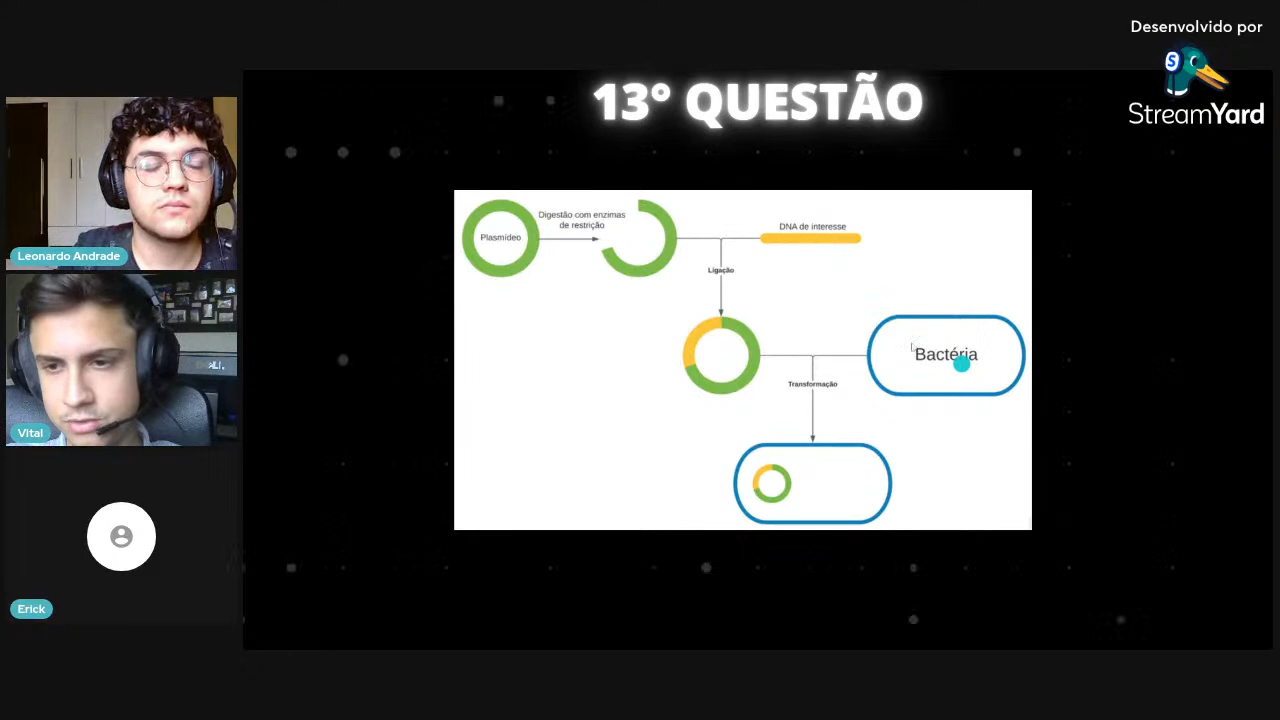 Desenvolvido por
StreamYard
13° QUESTÃO
Plasmídeo
Digestão com enzimas
de restrição
DNA de interesse
Ligação
Bactéria
Transformação
Leonardo Andrade
Vital
Erick